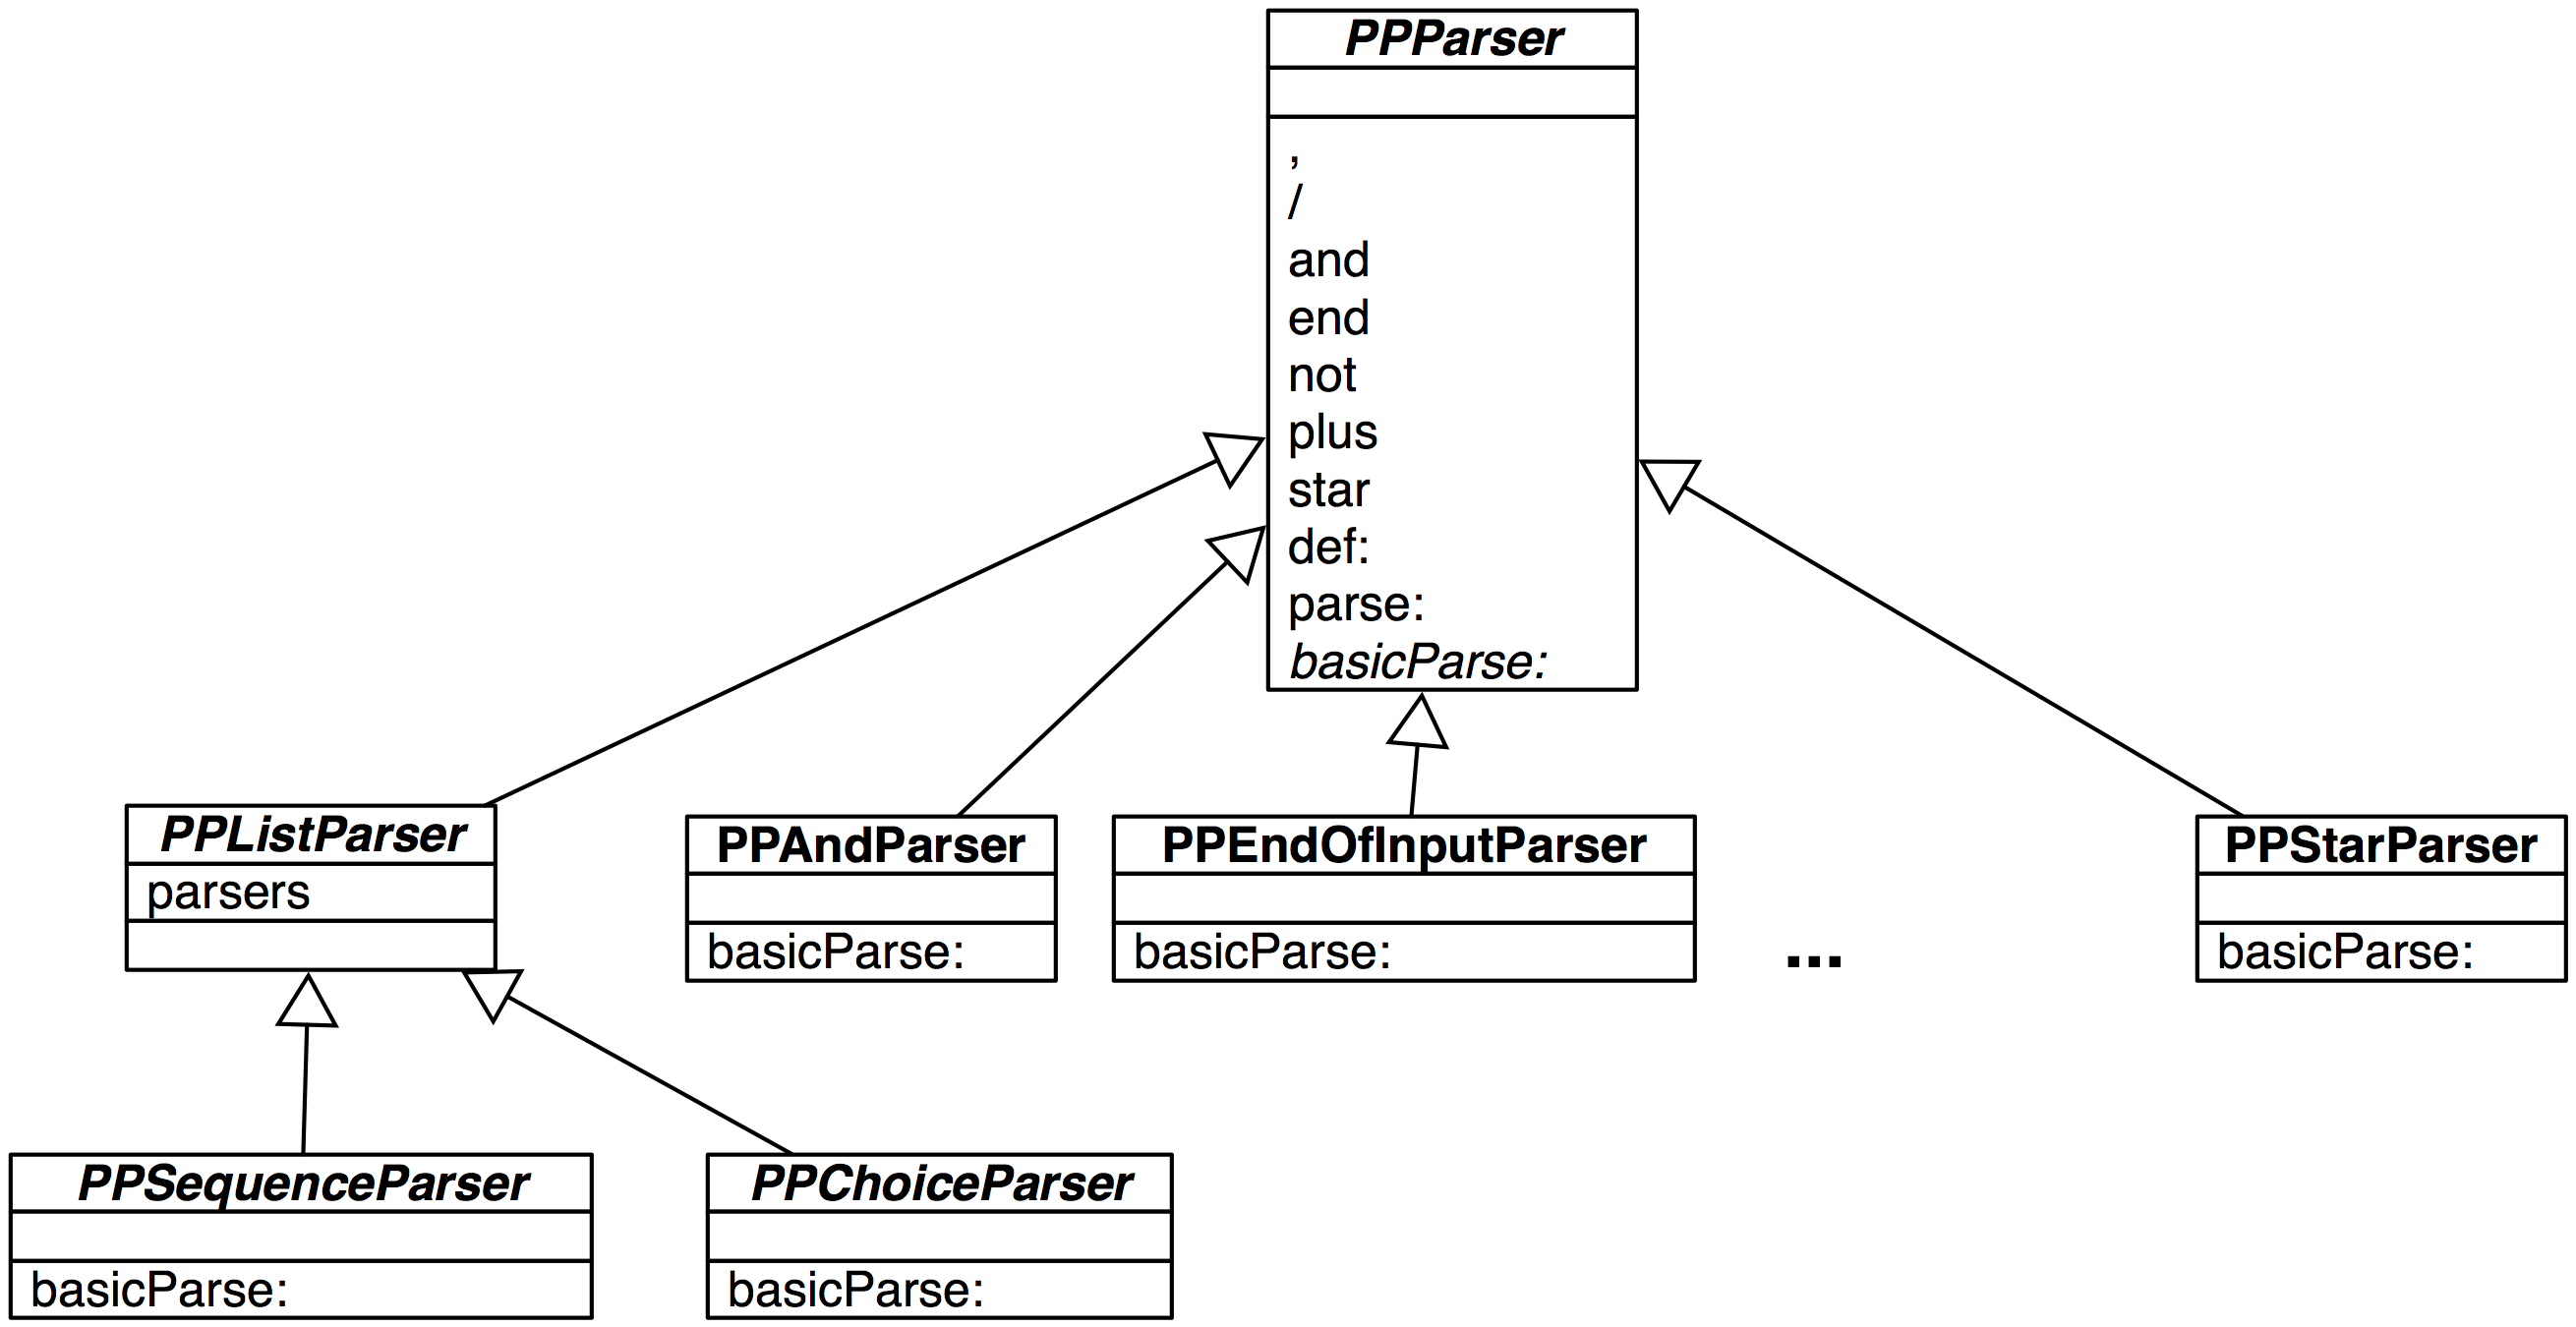 PPParser
,
/
and
end
not
plus
star
def:
parse:
basicParse:
PPListParser
parsers
PPAndParser
basicParse:
PPEndOfInputParser
basicParse:
...
PPStarParser
basicParse:
PPSequenceParser
basicParse:
PPChoiceParser
basicParse: